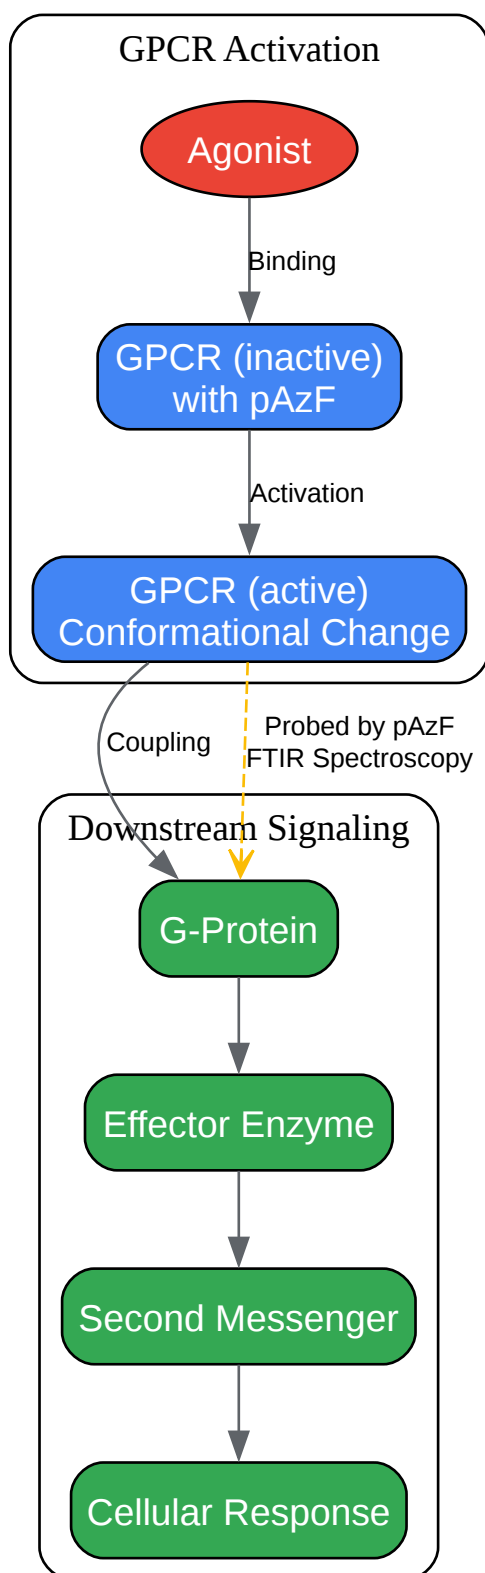 GPCR Activation
Agonist
Binding
GPCR (inactive)
with pAzF
Activation
GPCR (active)
Conformational Change
Coupling
Probed by pAzF
FTIR Spectroscopy
Downstream Signaling
G-Protein
Effector Enzyme
Second Messenger
Cellular Response